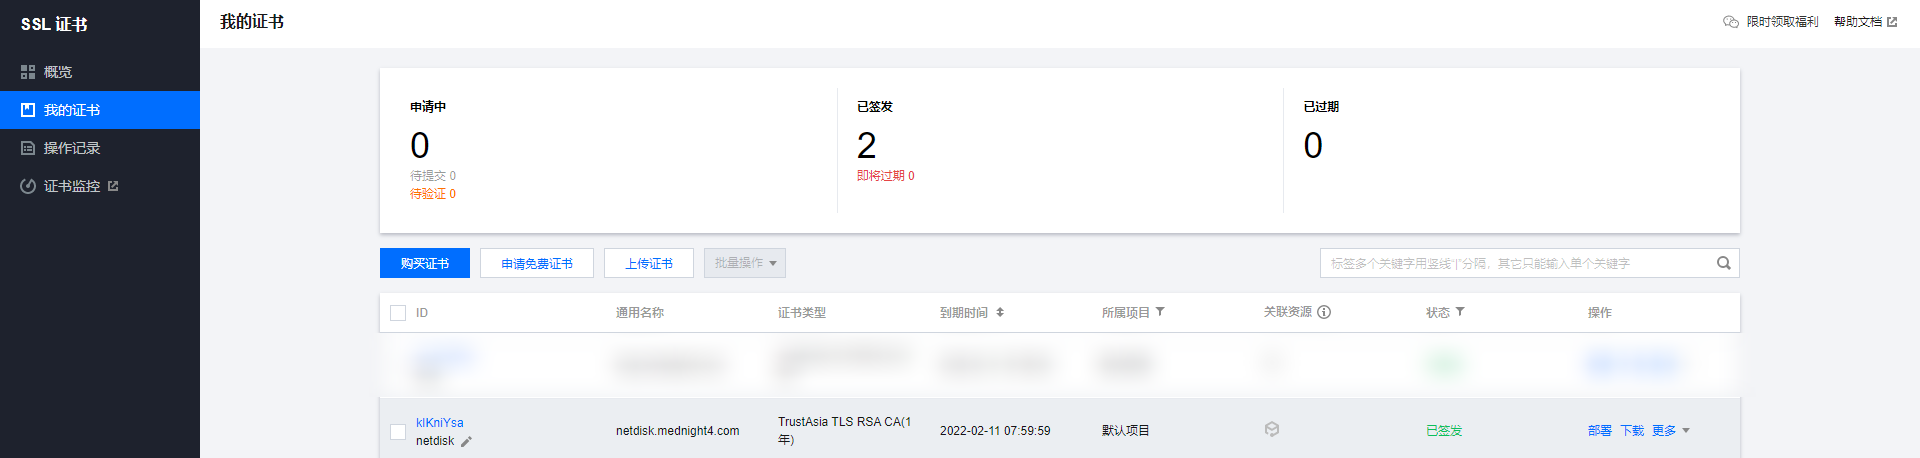 SSL 证书
我的证书
限时领取福利
帮助文档
概览
我的证书
操作记录
证书监控
申请中
0
待提交 0
待验证 0
已签发
2
即将过期 0
已过期
0
购买证书
申请免费证书
上传证书
批量操作
标签多个关键字用竖线"|"分隔，其它只能输入单个关键字
ID
通用名称
证书类型
到期时间
所属项目
关联资源
状态
操作
klKniYsa
netdisk
netdisk.mednight4.com
TrustAsia TLS RSA CA(1
年)
2022-02-11 07:59:59
默认项目
已签发
部署 下载 更多